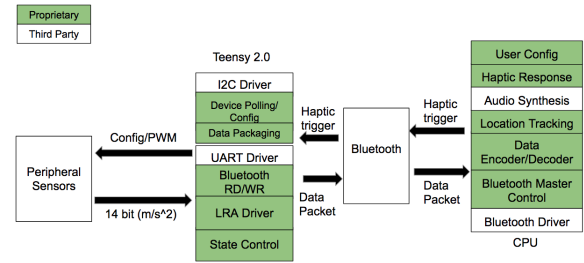 Proprietary
Third Party
Teensy 2.0
I2C Driver
Device Polling/
Config
Data Packaging
UART Driver
Bluetooth
RD/WR
LRA Driver
State Control
Peripheral
Sensors
Config/PWM
14 bit (m/s^2)
Haptic
trigger
Data
Packet
Bluetooth
Haptic
trigger
Data
Packet
User Config
Haptic Response
Audio Synthesis
Location Tracking
Data
Encoder/Decoder
Bluetooth Master
Control
Bluetooth Driver
CPU